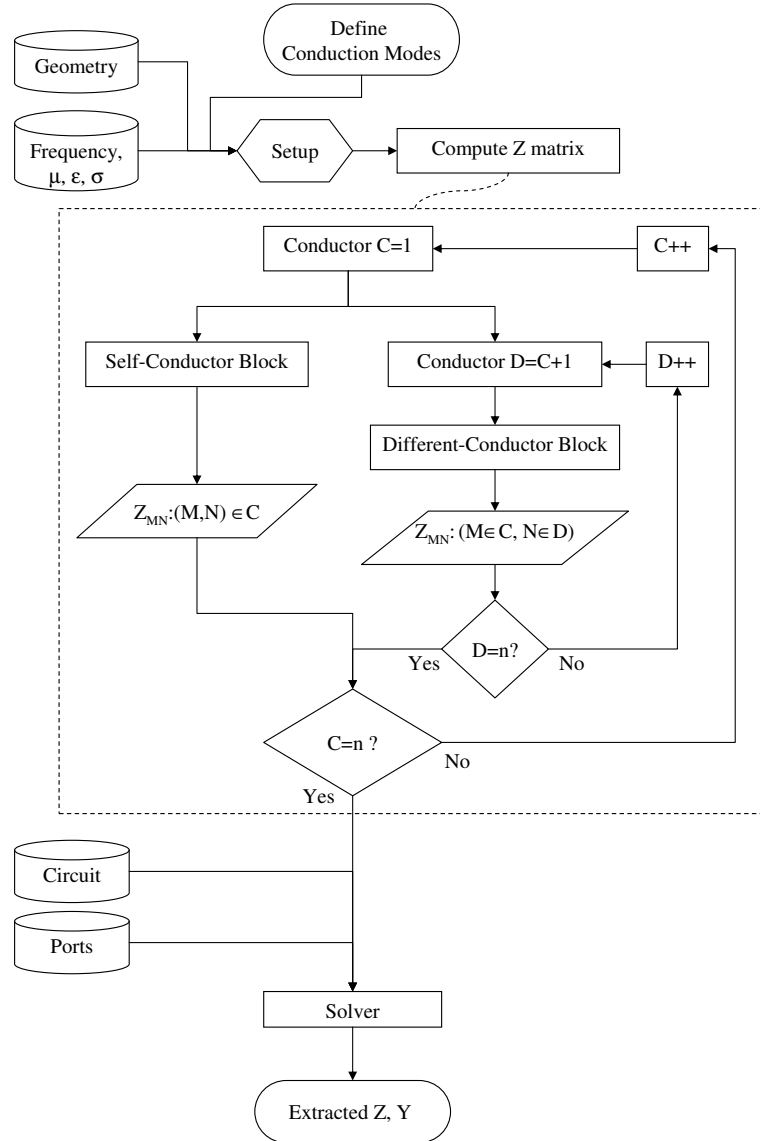 Define
Conduction Modes
Geometry
Frequency,
μ, ε, σ
Setup
Compute Z matrix
Conductor C=1
C++
Self-Conductor Block
Conductor D=C+1
D++
Different-Conductor Block
Z_MN:(M,N) ∈ C
Z_MN: (M∈C, N∈D)
D=n?
Yes
No
C=n ?
No
Yes
Circuit
Ports
Solver
Extracted Z, Y